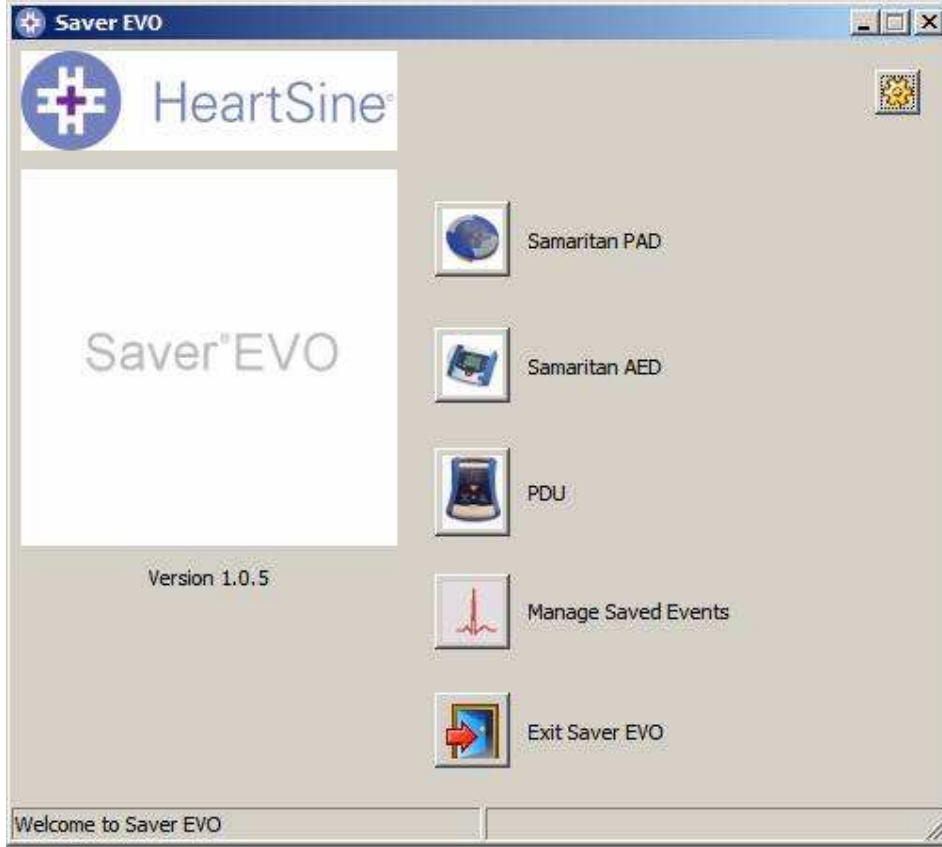 Saver EVO
HeartSine®
Saver®EVO
Version 1.0.5
Samaritan PAD
Samaritan AED
PDU
Manage Saved Events
Exit Saver EVO
Welcome to Saver EVO